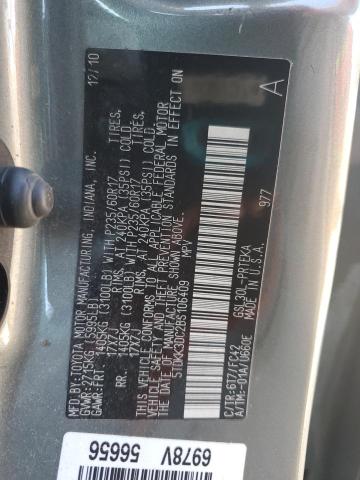 MFD.BY:TOYOTA MOTOR MANUFACTURING, INDIANA, INC. 12/10
GVWR:2715KG(5995LB)
GAWR:FRT. 1405KG(3100LB)WITH P235/60R17 TIRES,
17X7J RIMS, AT 240KPA(35PSI) COLD
RR. 1405KG(3100LB)WITH P235/60R17 TIRES,
17X7J RIMS, AT 240KPA(35PSI) COLD
THIS VEHICLE CONFORMS TO ALL APPLICABLE FEDERAL MOTOR
VEHICLE SAFETY AND THEFT PREVENTION STANDARDS IN EFFECT ON
THE DATE OF MANUFACTURE SHOWN ABOVE.
5TDKK3DC2BS106409 MPV
A
977
C/TR:6T7/FC42 GSL30L-PRTEKA
A/TM:-01A/U660E
6978V 56656